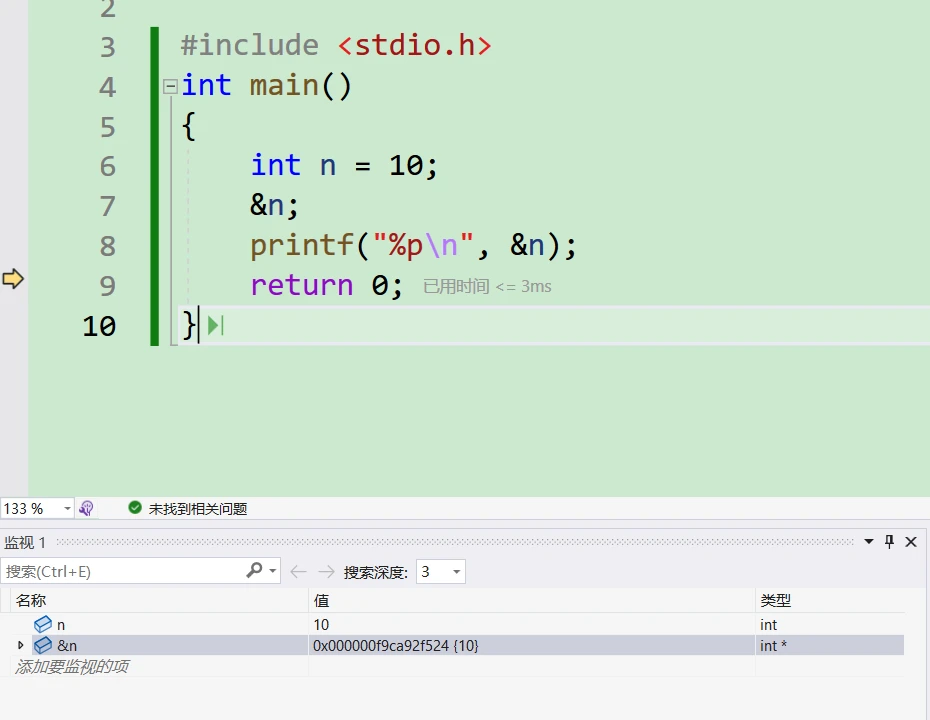 2
3 #include <stdio.h>
4 int main()
5 {
6 int n = 10;
7 &n;
8 printf("%p\n", &n);
9 return 0; 已用时间 <= 3ms
10 }
133 % 未找到相关问题
监视 1
搜索(Ctrl+E) 搜索深度: 3
名称 值 类型
n 10 int
&n 0x000000f9ca92f524 {10} int *
添加要监视的项